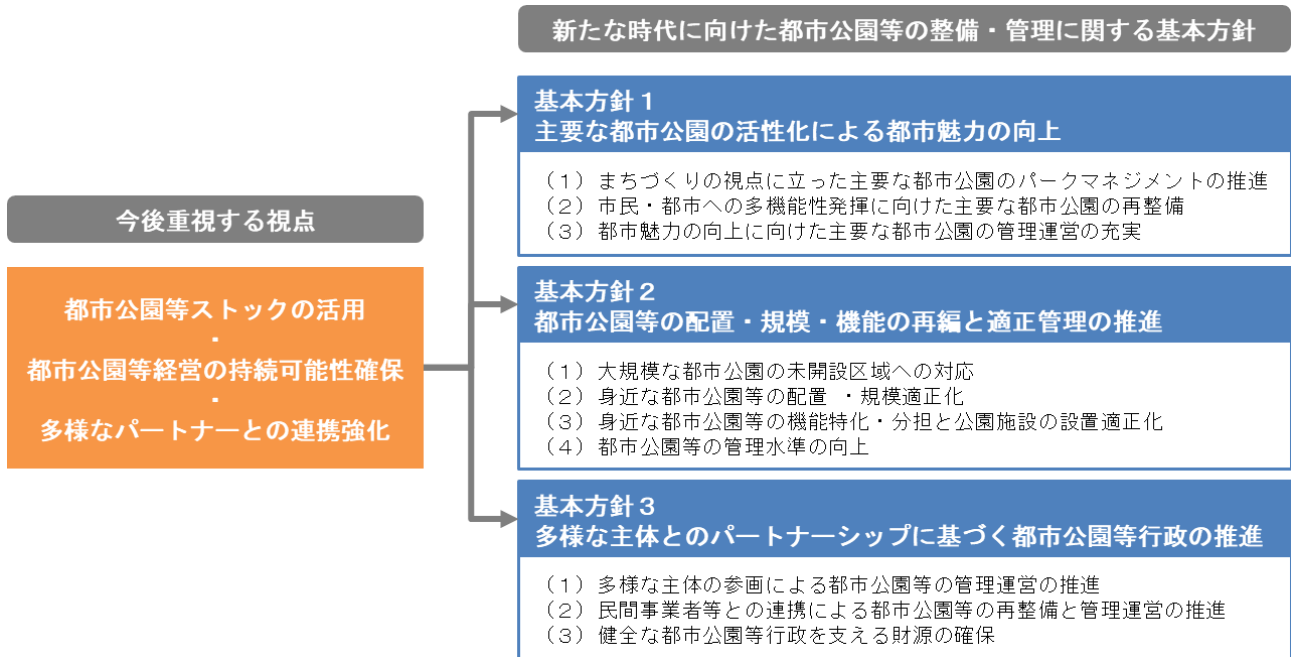 新たな時代に向けた都市公園等の整備・管理に関する基本方針
今後重視する視点
都市公園等ストックの活用
・
都市公園等経営の持続可能性確保
・
多様なパートナーとの連携強化
基本方針１
主要な都市公園の活性化による都市魅力の向上
（１）まちづくりの視点に立った主要な都市公園のパークマネジメントの推進
（２）市民・都市への多機能性発揮に向けた主要な都市公園の再整備
（３）都市魅力の向上に向けた主要な都市公園の管理運営の充実
基本方針２
都市公園等の配置・規模・機能の再編と適正管理の推進
（１）大規模な都市公園の未開設区域への対応
（２）身近な都市公園等の配置 ・規模適正化
（３）身近な都市公園等の機能特化・分担と公園施設の設置適正化
（４）都市公園等の管理水準の向上
基本方針３
多様な主体とのパートナーシップに基づく都市公園等行政の推進
（１）多様な主体の参画による都市公園等の管理運営の推進
（２）民間事業者等との連携による都市公園等の再整備と管理運営の推進
（３）健全な都市公園等行政を支える財源の確保